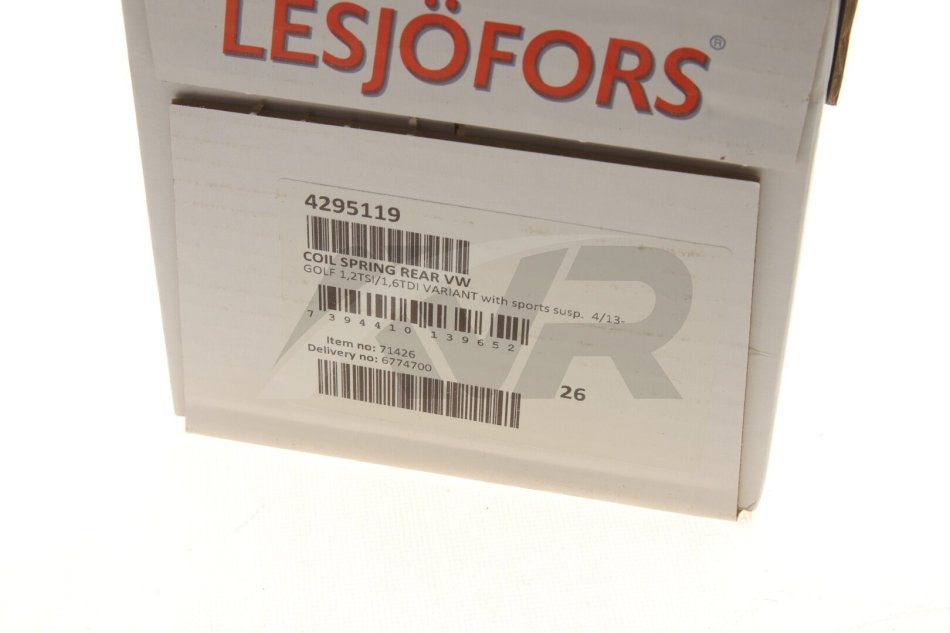 LESJÖFORS®
4295119
COIL SPRING REAR VW
GOLF 1,2TSI/1,6TDI VARIANT with sports susp. 4/13-
7 394410 139652
Item no: 71426
Delivery no: 6774700
26
NR